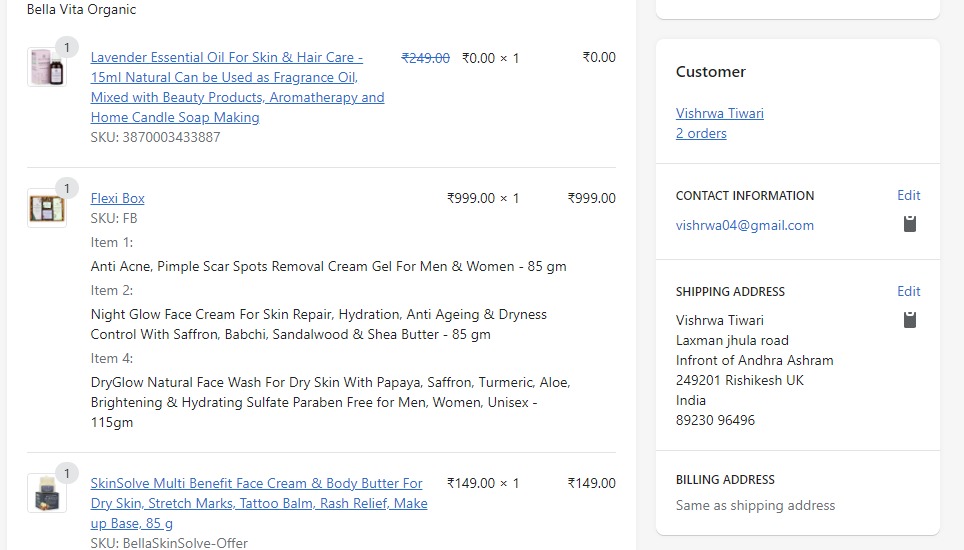 Bella Vita Organic
1
Lavender Essential Oil For Skin & Hair Care -
15ml Natural Can be Used as Fragrance Oil,
Mixed with Beauty Products, Aromatherapy and
Home Candle Soap Making
₹249.00 ₹0.00 × 1 ₹0.00
SKU: 3870003433887
1
Flexi Box ₹999.00 × 1 ₹999.00
SKU: FB
Item 1:
Anti Acne, Pimple Scar Spots Removal Cream Gel For Men & Women - 85 gm
Item 2:
Night Glow Face Cream For Skin Repair, Hydration, Anti Ageing & Dryness
Control With Saffron, Babchi, Sandalwood & Shea Butter - 85 gm
Item 4:
DryGlow Natural Face Wash For Dry Skin With Papaya, Saffron, Turmeric, Aloe,
Brightening & Hydrating Sulfate Paraben Free for Men, Women, Unisex -
115gm
1
SkinSolve Multi Benefit Face Cream & Body Butter For
Dry Skin, Stretch Marks, Tattoo Balm, Rash Relief, Make
up Base, 85 g
₹149.00 × 1 ₹149.00
SKU: BellaSkinSolve-Offer
Customer
Vishrwa Tiwari
2 orders
CONTACT INFORMATION Edit
vishrwa04@gmail.com
SHIPPING ADDRESS Edit
Vishrwa Tiwari
Laxman jhula road
Infront of Andhra Ashram
249201 Rishikesh UK
India
89230 96496
BILLING ADDRESS
Same as shipping address